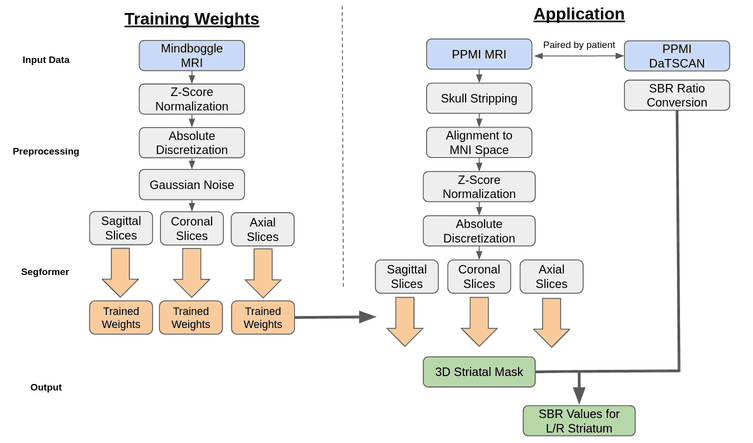 Training Weights
Application
Input Data
Mindboggle
MRI
PPMI MRI
Paired by patient
PPMI
DaTSCAN
Z-Score
Normalization
Skull Stripping
SBR Ratio
Conversion
Preprocessing
Absolute
Discretization
Alignment to
MNI Space
Gaussian Noise
Z-Score
Normalization
Sagittal
Slices
Coronal
Slices
Axial
Slices
Absolute
Discretization
Segformer
Sagittal
Slices
Coronal
Slices
Axial
Slices
Trained
Weights
Trained
Weights
Trained
Weights
Output
3D Striatal Mask
SBR Values for
L/R Striatum